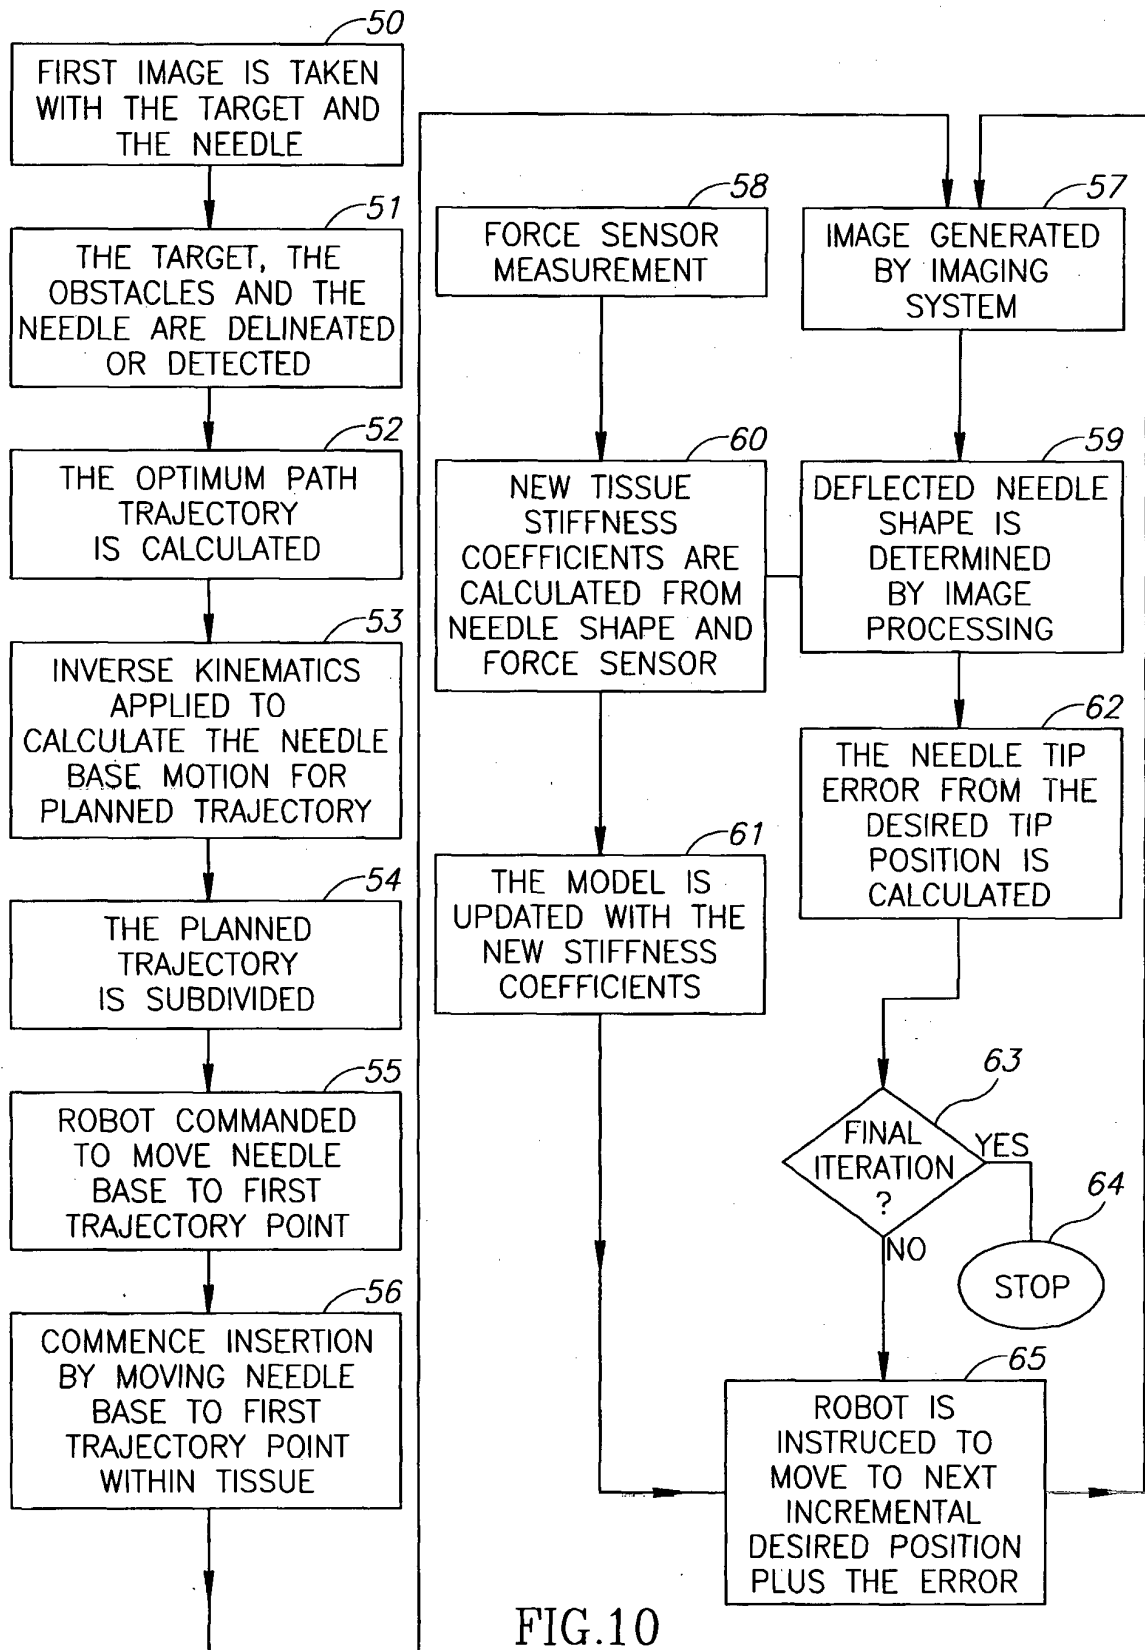 50
FIRST IMAGE IS TAKEN
WITH THE TARGET AND
THE NEEDLE
51
THE TARGET, THE
OBSTACLES AND THE
NEEDLE ARE DELINEATED
OR DETECTED
52
THE OPTIMUM PATH
TRAJECTORY
IS CALCULATED
53
INVERSE KINEMATICS
APPLIED TO
CALCULATE THE NEEDLE
BASE MOTION FOR
PLANNED TRAJECTORY
54
THE PLANNED
TRAJECTORY
IS SUBDIVIDED
55
ROBOT COMMANDED
TO MOVE NEEDLE
BASE TO FIRST
TRAJECTORY POINT
56
COMMENCE INSERTION
BY MOVING NEEDLE
BASE TO FIRST
TRAJECTORY POINT
WITHIN TISSUE
58
FORCE SENSOR
MEASUREMENT
57
IMAGE GENERATED
BY IMAGING
SYSTEM
60
NEW TISSUE
STIFFNESS
COEFFICIENTS ARE
CALCULATED FROM
NEEDLE SHAPE AND
FORCE SENSOR
59
DEFLECTED NEEDLE
SHAPE IS
DETERMINED
BY IMAGE
PROCESSING
61
THE MODEL IS
UPDATED WITH THE
NEW STIFFNESS
COEFFICIENTS
62
THE NEEDLE TIP
ERROR FROM THE
DESIRED TIP
POSITION IS
CALCULATED
63
FINAL
ITERATION
?
YES
NO
64
STOP
65
ROBOT IS
INSTRUCED TO
MOVE TO NEXT
INCREMENTAL
DESIRED POSITION
PLUS THE ERROR
FIG.10